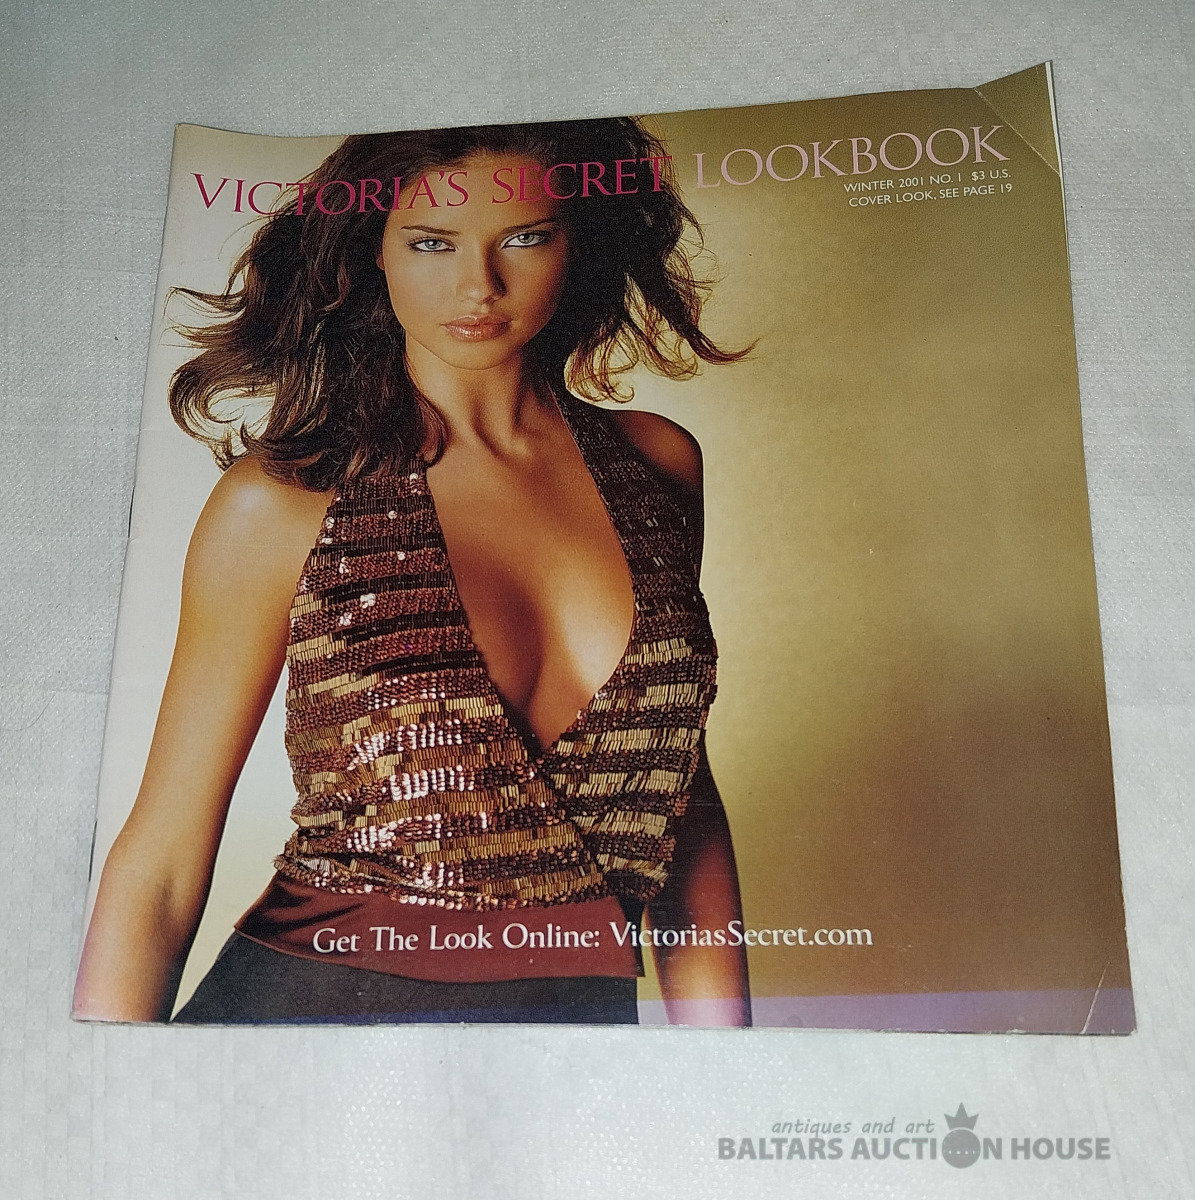 VICTORIA'S SECRET LOOKBOOK
WINTER 2001 NO. 1 $3 U.S.
COVER LOOK, SEE PAGE 19
Get The Look Online: VictoriasSecret.com
antiques and art
BALTARS AUCTION HOUSE